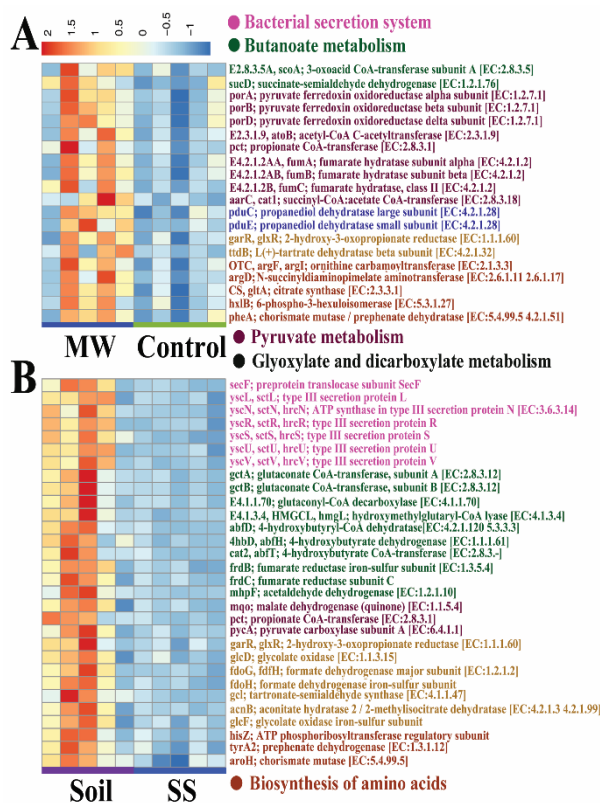 A
2
1.5
1
0.5
0
−0.5
−1
Bacterial secretion system
Butanoate metabolism
E2.8.3.5A, scoA; 3-oxoacid CoA-transferase subunit A [EC:2.8.3.5]
sucD; succinate-semialdehyde dehydrogenase [EC:1.2.1.76]
porA; pyruvate ferredoxin oxidoreductase alpha subunit [EC:1.2.7.1]
porB; pyruvate ferredoxin oxidoreductase beta subunit [EC:1.2.7.1]
porD; pyruvate ferredoxin oxidoreductase delta subunit [EC:1.2.7.1]
E2.3.1.9, atoB; acetyl-CoA C-acetyltransferase [EC:2.3.1.9]
pct; propionate CoA-transferase [EC:2.8.3.1]
E4.2.1.2AA, fumA; fumarate hydratase subunit alpha [EC:4.2.1.2]
E4.2.1.2AB, fumB; fumarate hydratase subunit beta [EC:4.2.1.2]
E4.2.1.2B, fumC; fumarate hydratase, class II [EC:4.2.1.2]
aarC, cat1; succinyl-CoA:acetate CoA-transferase [EC:2.8.3.18]
pduC; propanediol dehydratase large subunit [EC:4.2.1.28]
pduE; propanediol dehydratase small subunit [EC:4.2.1.28]
garR, glxR; 2-hydroxy-3-oxopropionate reductase [EC:1.1.1.60]
ttdB; L(+)-tartrate dehydratase beta subunit [EC:4.2.1.32]
OTC, argF, argI; ornithine carbamoyltransferase [EC:2.1.3.3]
argD; N-succinyldiaminopimelate aminotransferase [EC:2.6.1.11 2.6.1.17]
CS, gltA; citrate synthase [EC:2.3.3.1]
hxlB; 6-phospho-3-hexuloisomerase [EC:5.3.1.27]
pheA; chorismate mutase / prephenate dehydratase [EC:5.4.99.5 4.2.1.51]
MW
Control
Pyruvate metabolism
Glyoxylate and dicarboxylate metabolism
B
secF; preprotein translocase subunit SecF
yscL, sctL; type III secretion protein L
yscN, sctN, hrcN; ATP synthase in type III secretion protein N [EC:3.6.3.14]
yscR, sctR, hrcR; type III secretion protein R
yscS, sctS, hrcS; type III secretion protein S
yscU, sctU, hrcU; type III secretion protein U
yscV, sctV, hrcV; type III secretion protein V
gctA; glutaconate CoA-transferase, subunit A [EC:2.8.3.12]
gctB; glutaconate CoA-transferase, subunit B [EC:2.8.3.12]
E4.1.1.70; glutaconyl-CoA decarboxylase [EC:4.1.1.70]
E4.1.3.4, HMGCL, hmgL; hydroxymethylglutaryl-CoA lyase [EC:4.1.3.4]
abfD; 4-hydroxybutyryl-CoA dehydratase [EC:4.2.1.120 5.3.3.3]
4hbD, abfH; 4-hydroxybutyrate dehydrogenase [EC:1.1.1.61]
cat2, abfT; 4-hydroxybutyrate CoA-transferase [EC:2.8.3.-]
frdB; fumarate reductase iron-sulfur subunit [EC:1.3.5.4]
frdC; fumarate reductase subunit C
mhpF; acetaldehyde dehydrogenase [EC:1.2.1.10]
mqo; malate dehydrogenase (quinone) [EC:1.1.5.4]
pct; propionate CoA-transferase [EC:2.8.3.1]
pycA; pyruvate carboxylase subunit A [EC:6.4.1.1]
garR, glxR; 2-hydroxy-3-oxopropionate reductase [EC:1.1.1.60]
glcD; glycolate oxidase [EC:1.1.3.15]
fdoG, fdfH; formate dehydrogenase major subunit [EC:1.2.1.2]
fdoH; formate dehydrogenase iron-sulfur subunit
gcl; tartronate-semialdehyde synthase [EC:4.1.1.47]
acnB; aconitate hydratase 2 / 2-methylisocitrate dehydratase [EC:4.2.1.3 4.2.1.99]
glcF; glycolate oxidase iron-sulfur subunit
hisZ; ATP phosphoribosyltransferase regulatory subunit
tyrA2; prephenate dehydrogenase [EC:1.3.1.12]
aroH; chorismate mutase [EC:5.4.99.5]
Soil
SS
Biosynthesis of amino acids